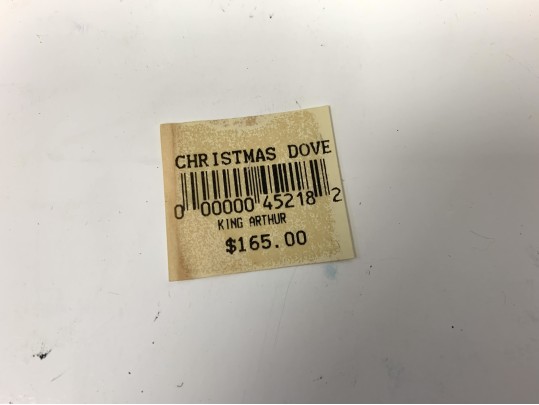 CHRISTMAS DOVE
0 00000 45218 2
KING ARTHUR
$165.00